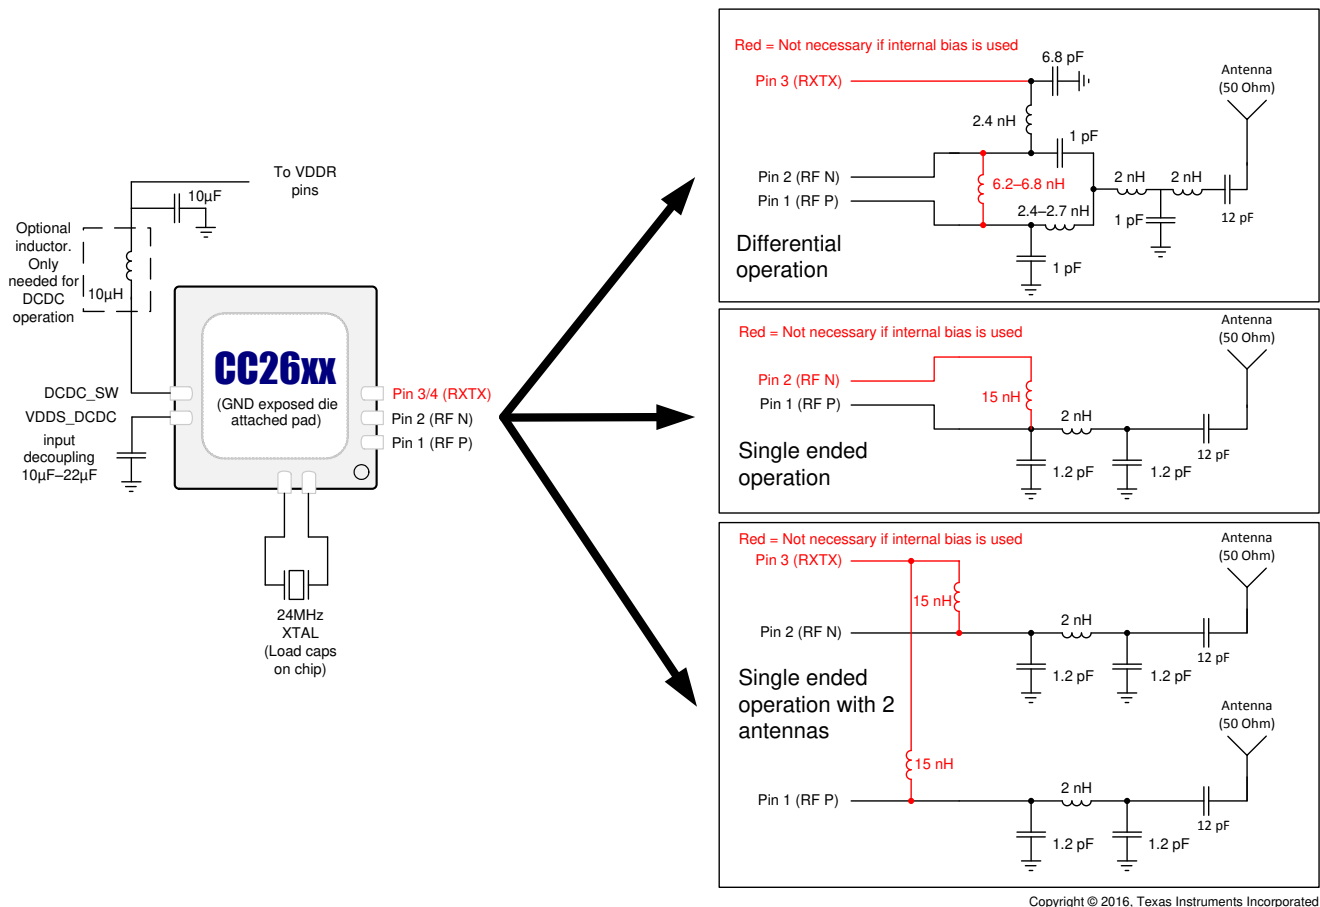 To VDDR
pins
10µF
Optional
inductor.
Only
needed for
DCDC
operation
10µH
CC26xx
(GND exposed die
attached pad)
DCDC_SW
VDDS_DCDC
input
decoupling
10µF–22µF
Pin 3/4 (RXTX)
Pin 2 (RF N)
Pin 1 (RF P)
24MHz
XTAL
(Load caps
on chip)
Red = Not necessary if internal bias is used
6.8 pF
Antenna
(50 Ohm)
Pin 3 (RXTX)
2.4 nH
1 pF
Pin 2 (RF N)
6.2–6.8 nH
2 nH
2 nH
Pin 1 (RF P)
2.4–2.7 nH
1 pF
12 pF
Differential
operation
1 pF
Red = Not necessary if internal bias is used
Antenna
(50 Ohm)
Pin 2 (RF N)
15 nH
Pin 1 (RF P)
2 nH
12 pF
Single ended
operation
1.2 pF
1.2 pF
Red = Not necessary if internal bias is used
Antenna
(50 Ohm)
Pin 3 (RXTX)
15 nH
2 nH
Pin 2 (RF N)
12 pF
1.2 pF
1.2 pF
Single ended
operation with 2
antennas
Antenna
(50 Ohm)
15 nH
2 nH
Pin 1 (RF P)
12 pF
1.2 pF
1.2 pF
Copyright © 2016, Texas Instruments Incorporated